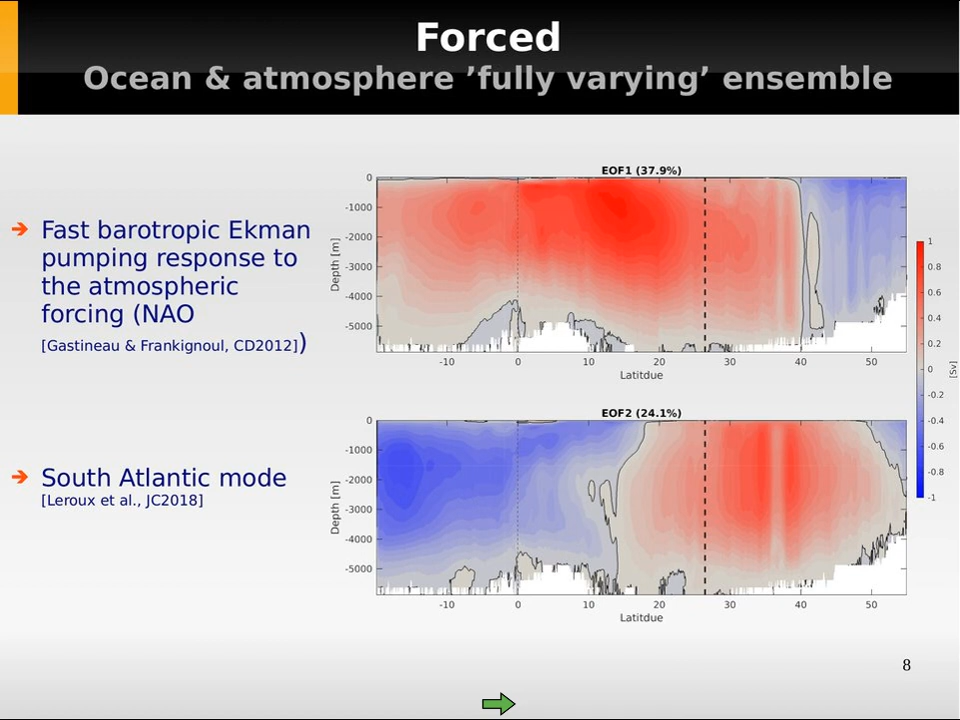 Forced
Ocean & atmosphere ’fully varying’ ensemble
Fast barotropic Ekman
pumping response to
the atmospheric
forcing (NAO
[Gastineau & Frankignoul, CD2012])
South Atlantic mode
[Leroux et al., JC2018]
EOF1 (37.9%)
0
-1000
-2000
-3000
-4000
-5000
Depth [m]
-10 0 10 20 30 40 50
Latitdue
EOF2 (24.1%)
0
-1000
-2000
-3000
-4000
-5000
Depth [m]
-10 0 10 20 30 40 50
Latitdue
1
0.8
0.6
0.4
0.2
0
-0.2
-0.4
-0.6
-0.8
-1
[Sv]
8